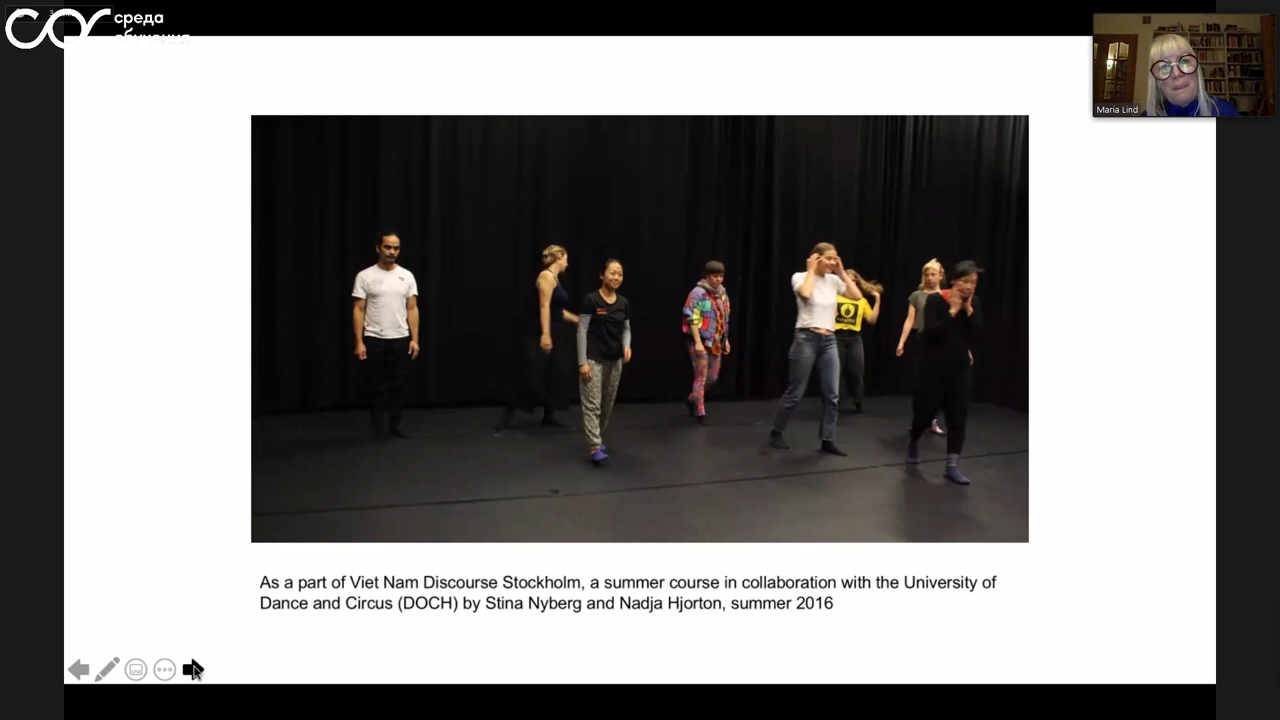 среда
обучения
Maria Lind
As a part of Viet Nam Discourse Stockholm, a summer course in collaboration with the University of
Dance and Circus (DOCH) by Stina Nyberg and Nadja Hjorton, summer 2016